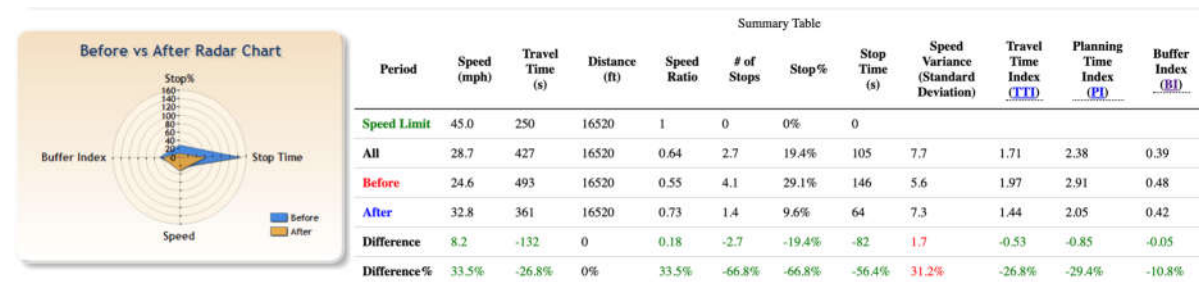 Before vs After Radar Chart
Stop%
160
140
120
100
80
60
40
20
0
Buffer Index
Stop Time
Speed
Before
After
Summary Table
Period Speed (mph) Travel Time (s) Distance (ft) Speed Ratio # of Stops Stop% Stop Time (s) Speed Variance (Standard Deviation) Travel Time Index (TTI) Planning Time Index (PI) Buffer Index (BI)
Speed Limit 45.0 250 16520 1 0 0% 0
All 28.7 427 16520 0.64 2.7 19.4% 105 7.7 1.71 2.38 0.39
Before 24.6 493 16520 0.55 4.1 29.1% 146 5.6 1.97 2.91 0.48
After 32.8 361 16520 0.73 1.4 9.6% 64 7.3 1.44 2.05 0.42
Difference 8.2 -132 0 0.18 -2.7 -19.4% -82 1.7 -0.53 -0.85 -0.05
Difference% 33.5% -26.8% 0% 33.5% -66.8% -66.8% -56.4% 31.2% -26.8% -29.4% -10.8%